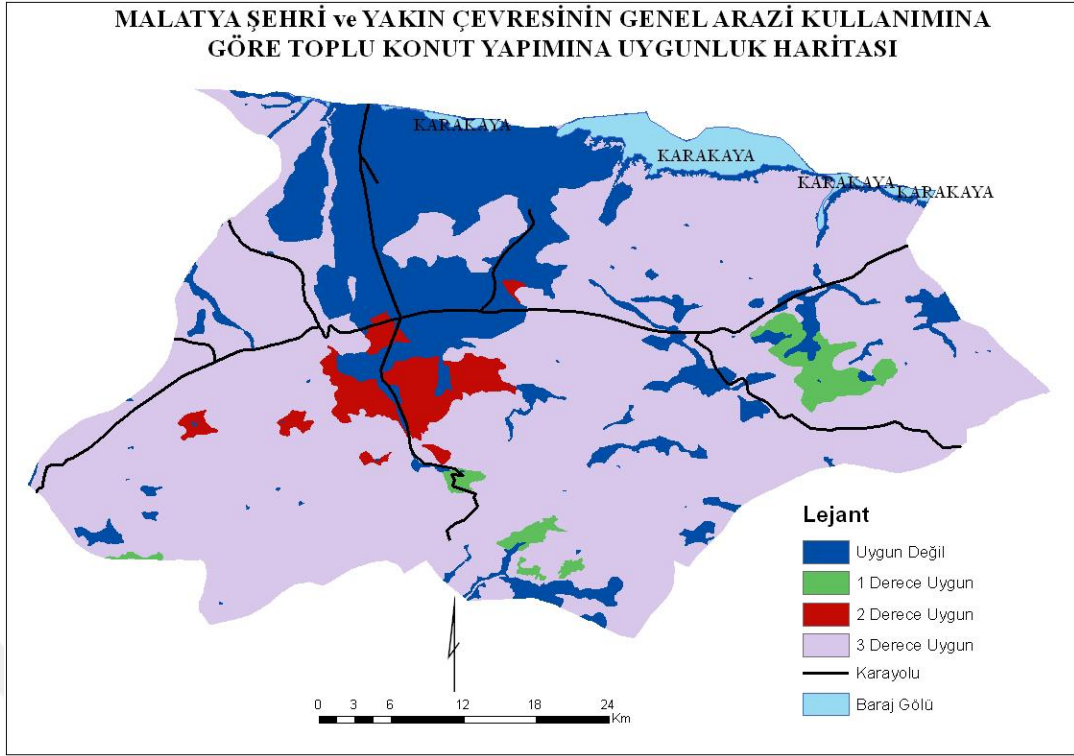 MALATYA ŞEHRİ ve YAKIN ÇEVRESİNİN GENEL ARAZİ KULLANIMINA
GÖRE TOPLU KONUT YAPIMINA UYGUNLUK HARİTASI
KARAKAYA
KARAKAYA
KARAKAYA
KARAKAYA
Lejant
Uygun Değil
1 Derece Uygun
2 Derece Uygun
3 Derece Uygun
Karayolu
Baraj Gölü
0 3 6 12 18 24
Km